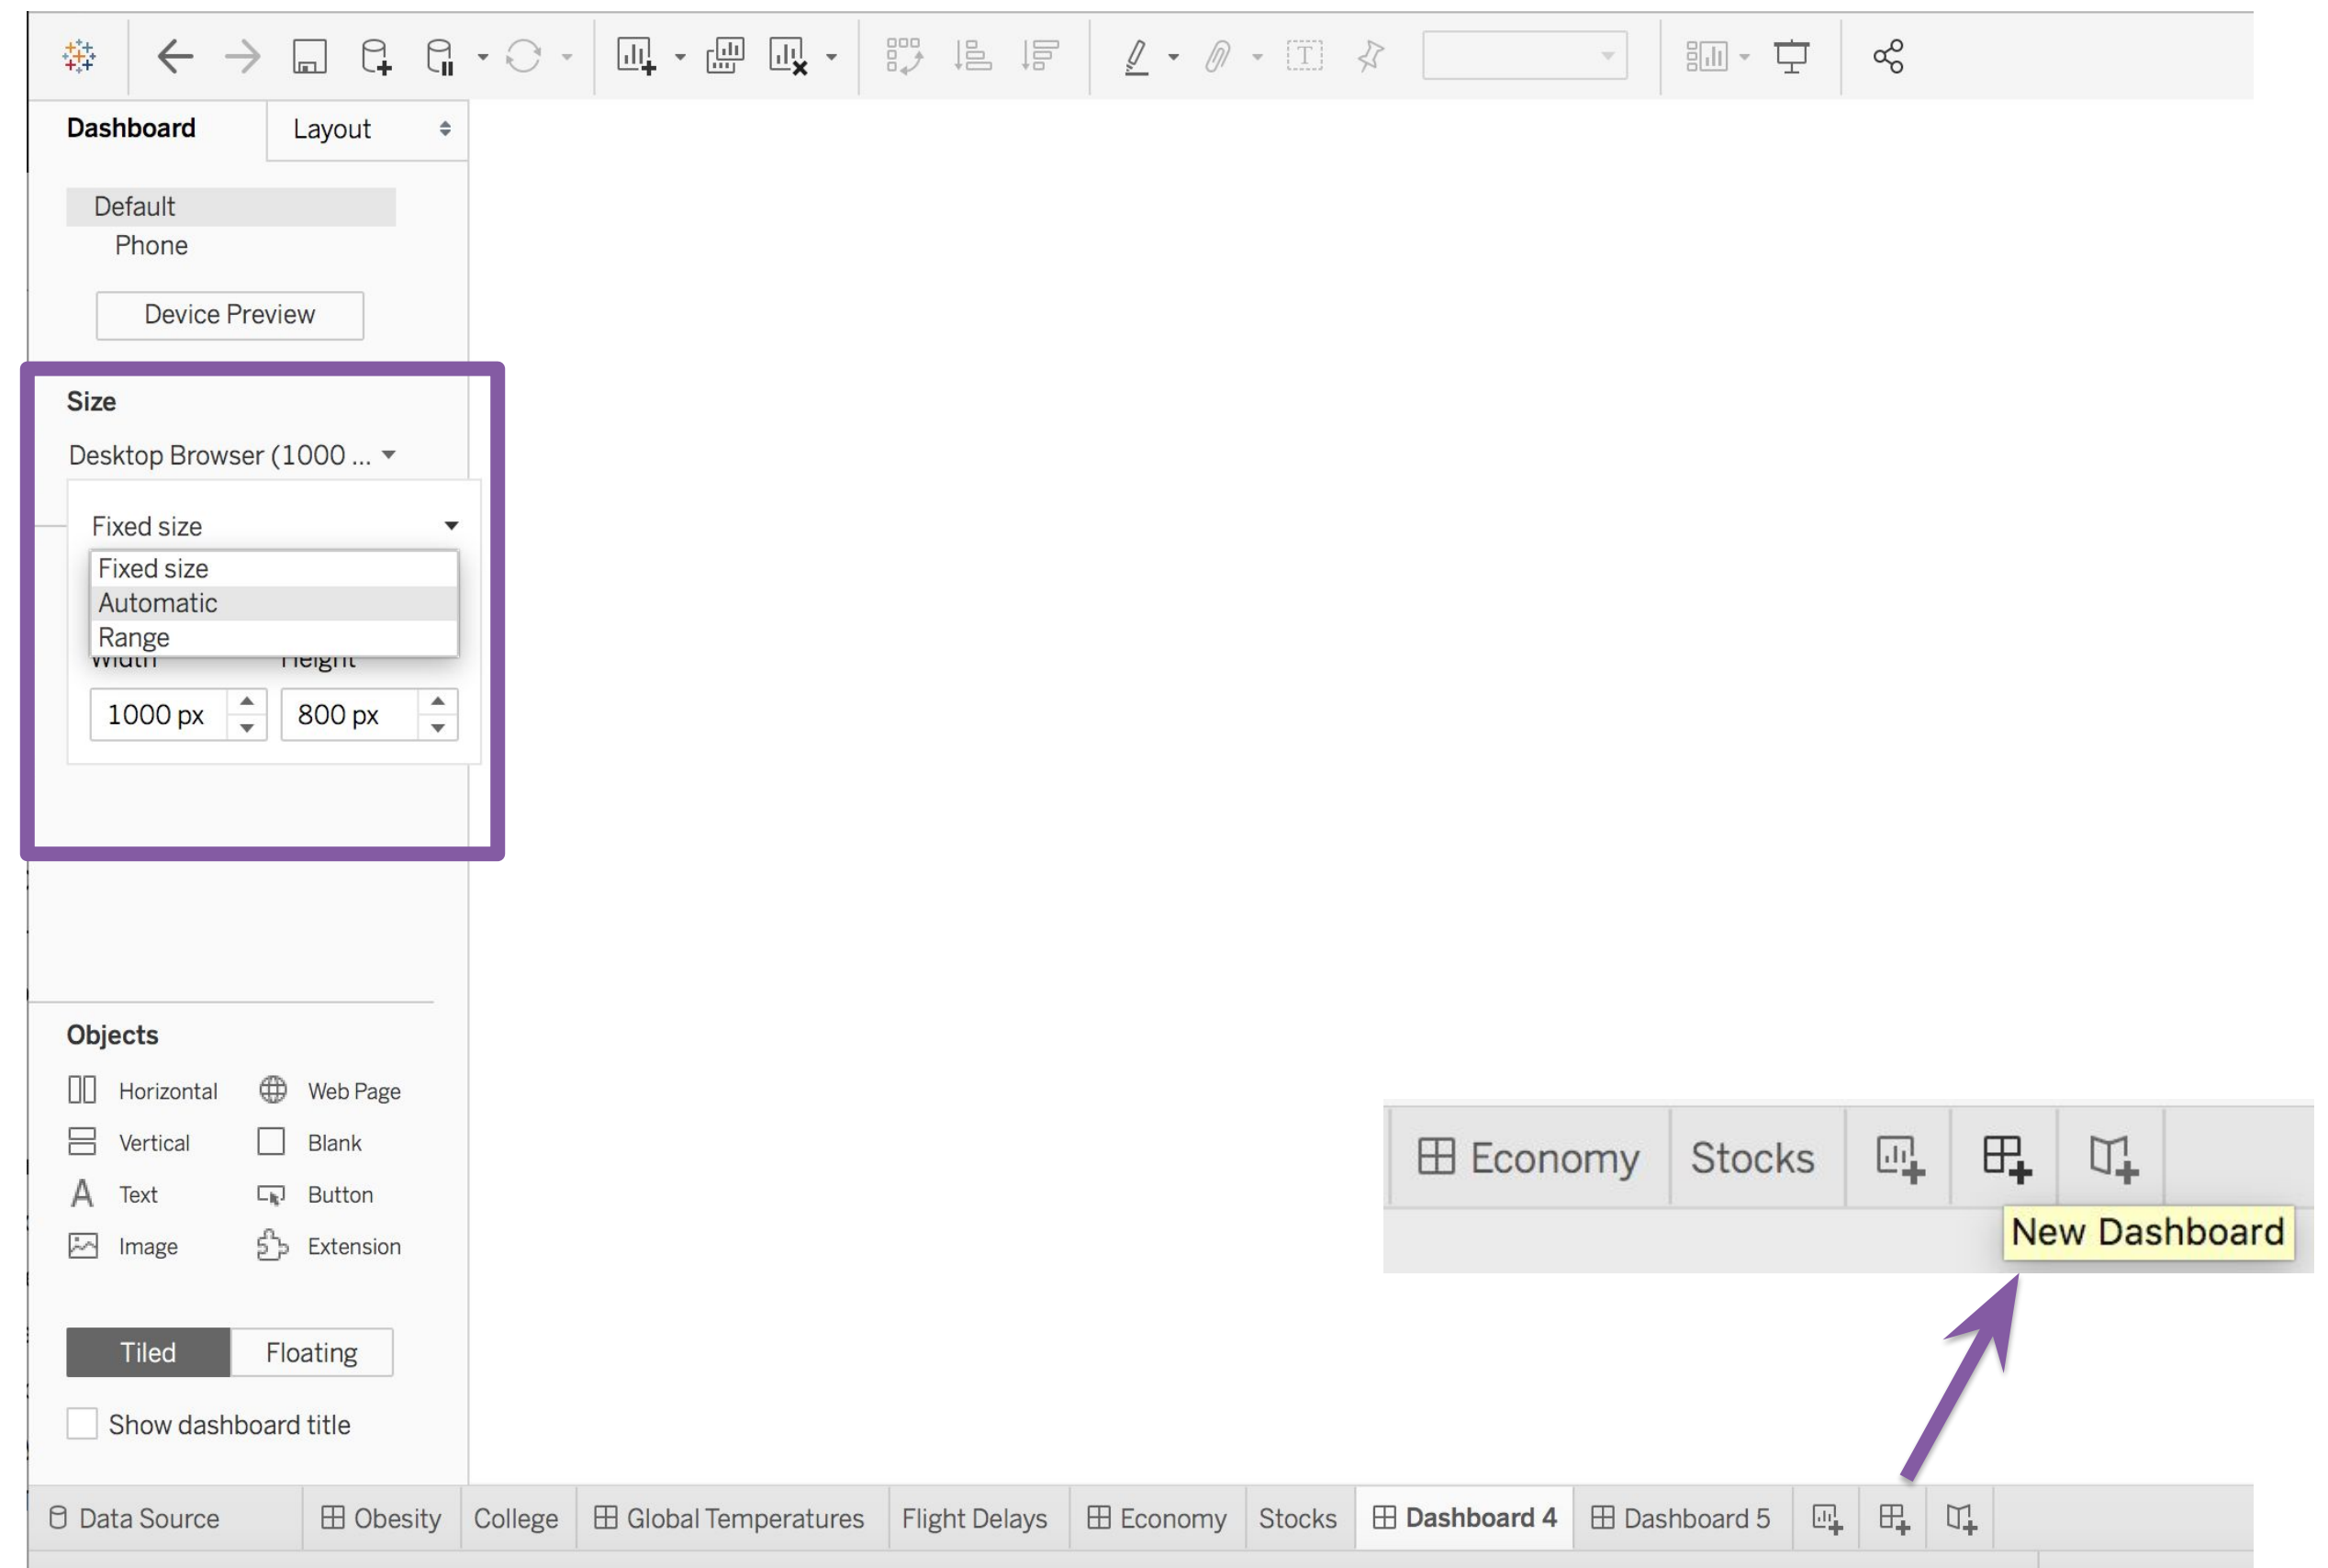 Dashboard
Layout
Default
Phone
Device Preview
Size
Desktop Browser (1000 ...
Fixed size
Fixed size
Automatic
Range
Width Height
1000 px 800 px
Objects
Horizontal Web Page
Vertical Blank
Text Button
Image Extension
Tiled Floating
Show dashboard title
Economy Stocks
New Dashboard
Data Source Obesity College Global Temperatures Flight Delays Economy Stocks Dashboard 4 Dashboard 5